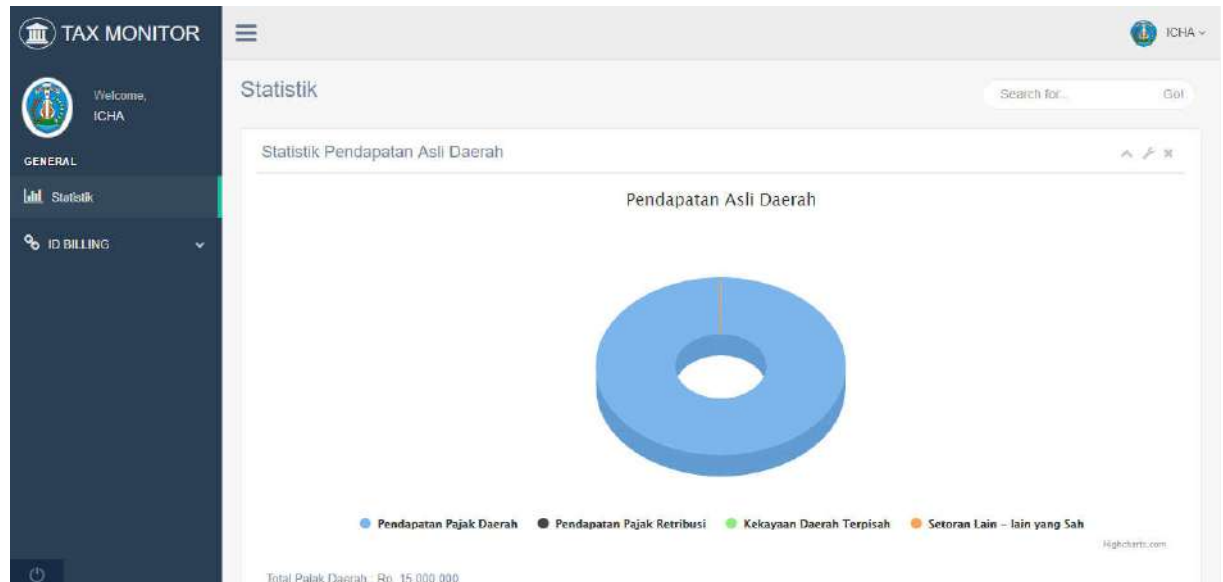 TAX MONITOR
ICHA
Welcome,
ICHA
Statistik
Search for...
Go!
GENERAL
Statistik
ID BILLING
Statistik Pendapatan Asli Daerah
Pendapatan Asli Daerah
Pendapatan Pajak Daerah
Pendapatan Pajak Retribusi
Kekayaan Daerah Terpisah
Setoran Lain – lain yang Sah
Highcharts.com
Total Pajak Daerah : Rp. 15.000.000